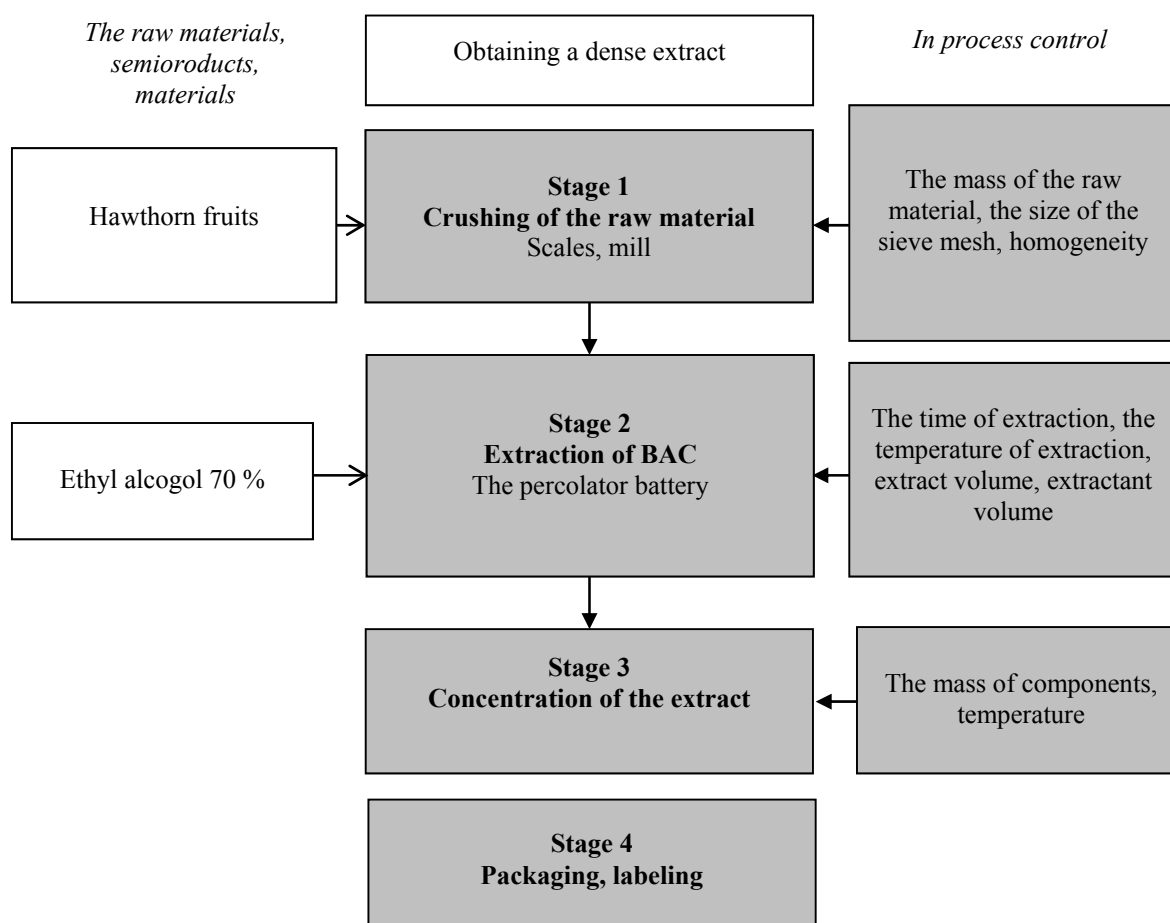 The raw materials,
semioroducts,
materials
Obtaining a dense extract
In process control
Hawthorn fruits
Stage 1
Crushing of the raw material
Scales, mill
The mass of the raw
material, the size of the
sieve mesh, homogeneity
Ethyl alcogol 70 %
Stage 2
Extraction of BAC
The percolator battery
The time of extraction, the
temperature of extraction,
extract volume, extractant
volume
Stage 3
Concentration of the extract
The mass of components,
temperature
Stage 4
Packaging, labeling